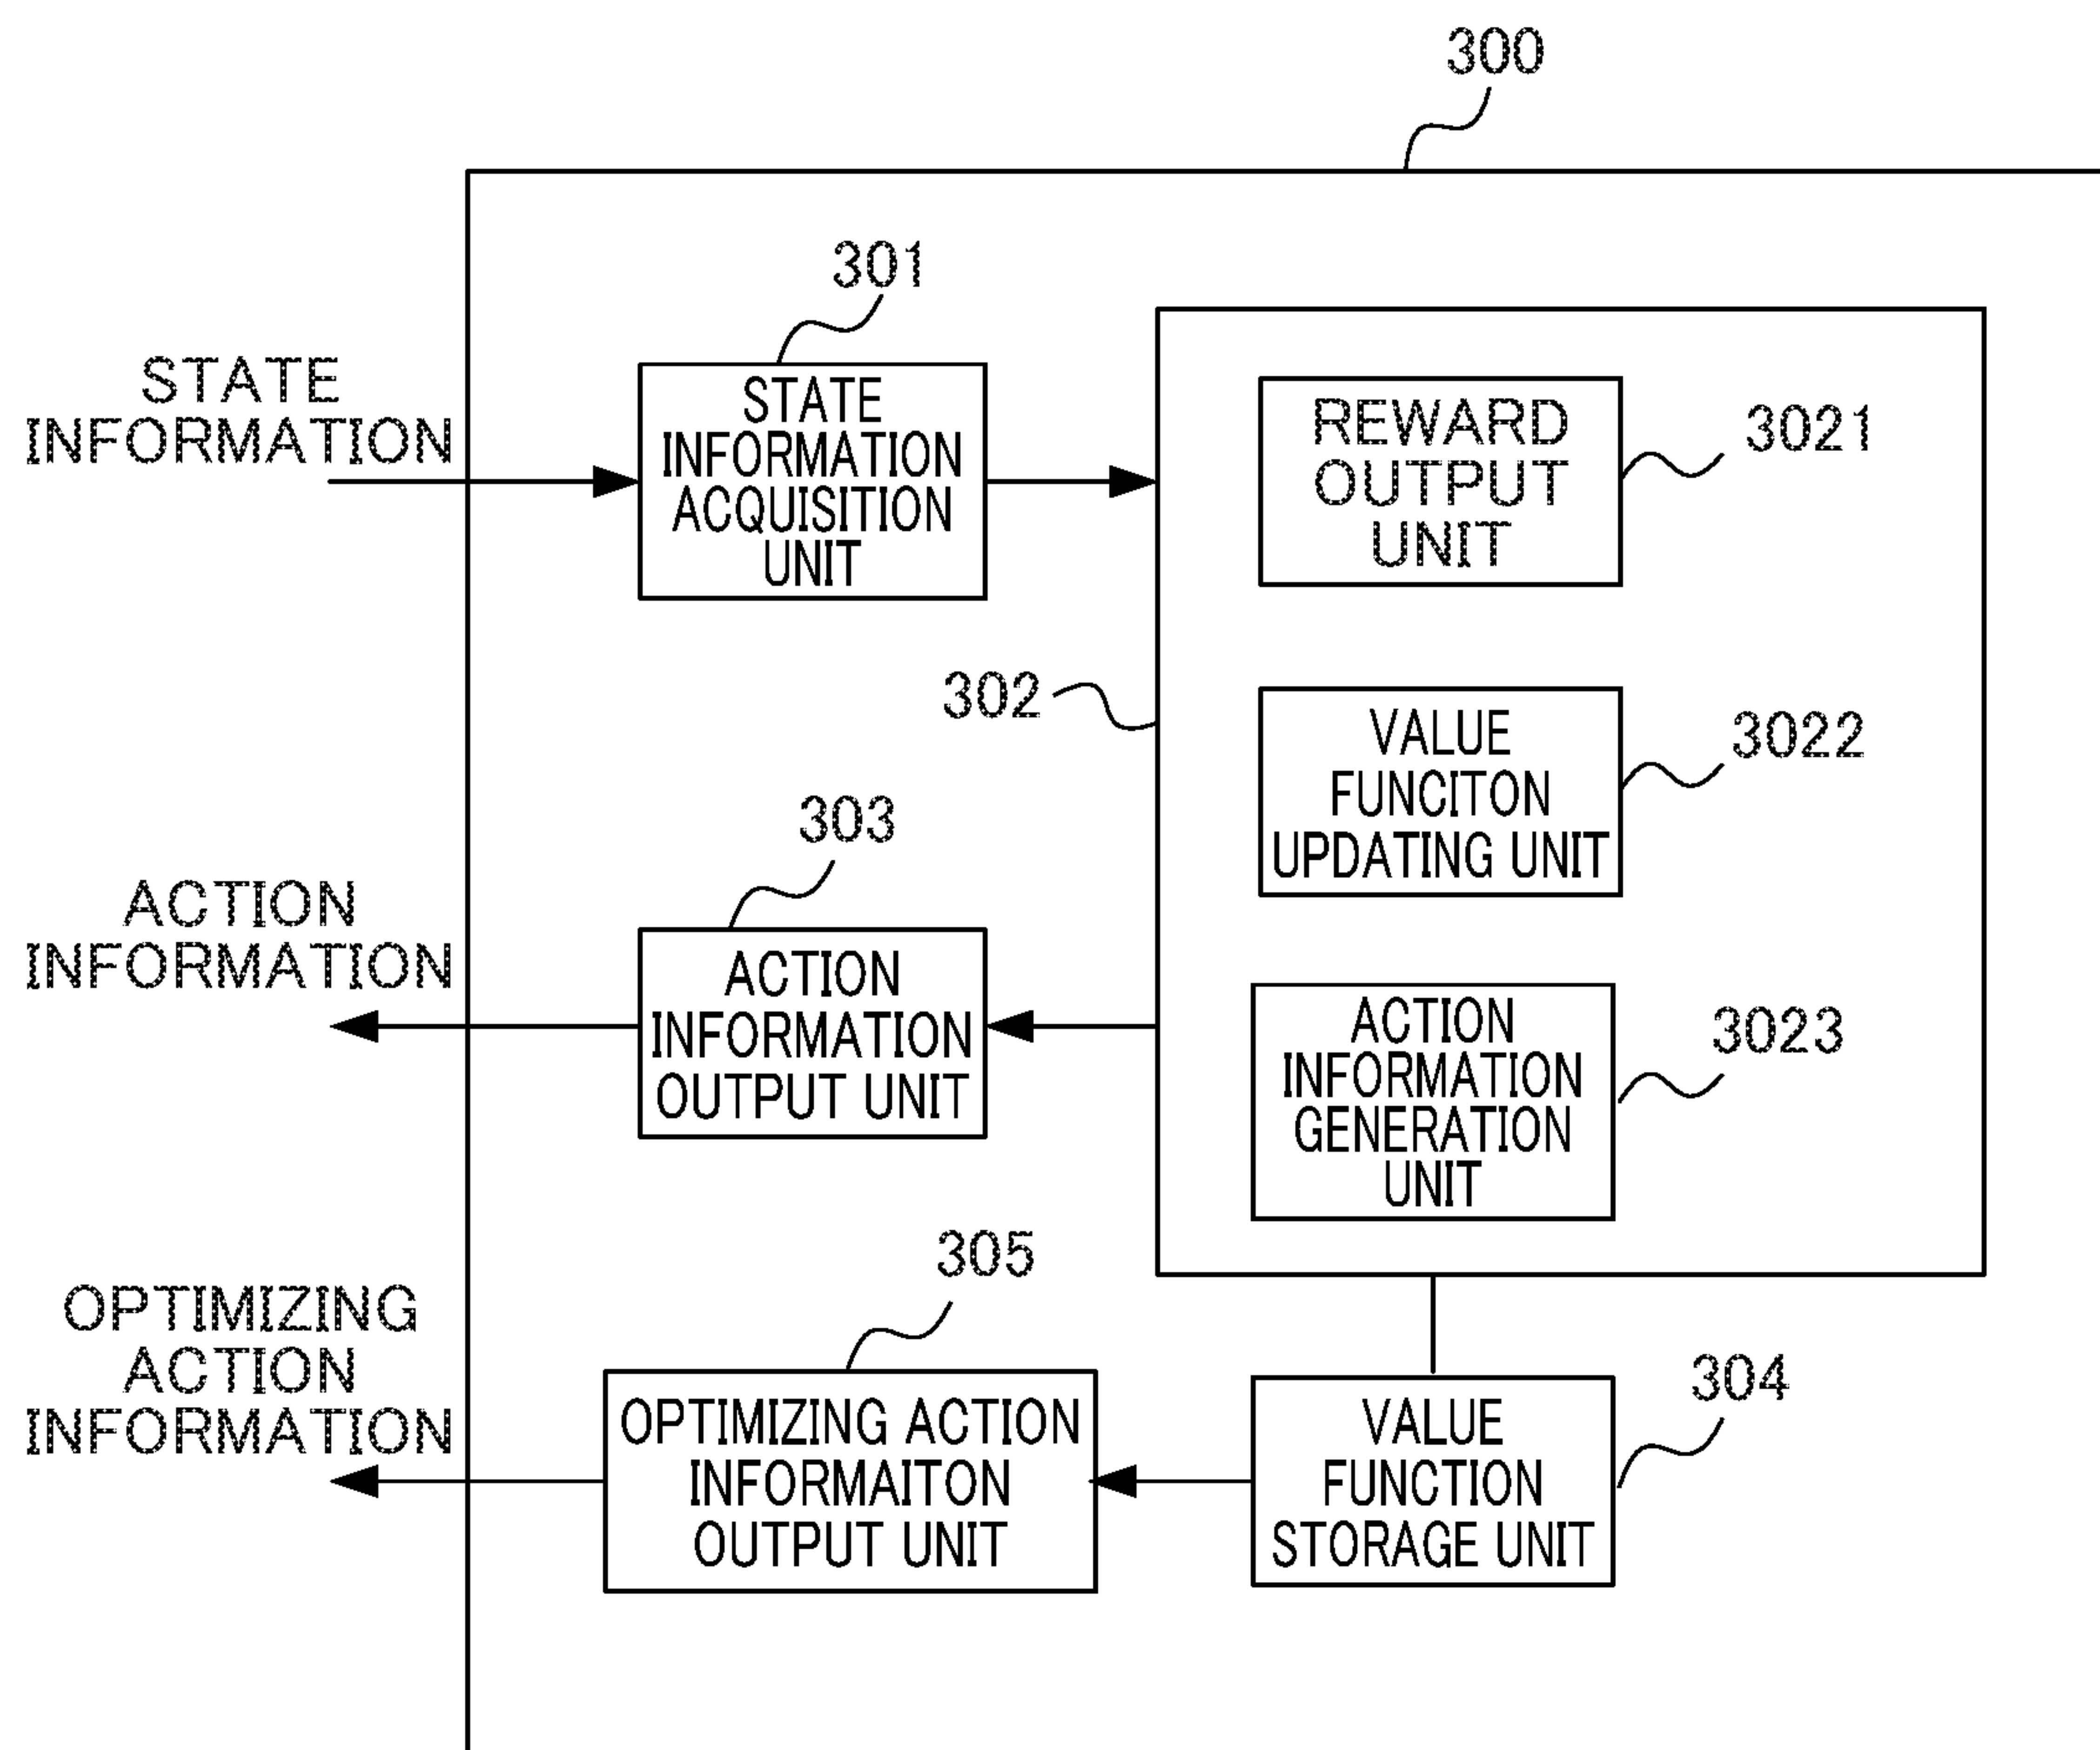 300
301
STATE
INFORMATION
STATE
INFORMATION
ACQUISITION
UNIT
REWARD
OUTPUT
UNIT
3021
302
VALUE
FUNCITON
UPDATING UNIT
3022
303
ACTION
INFORMATION
ACTION
INFORMATION
OUTPUT UNIT
ACTION
INFORMATION
GENERATION
UNIT
3023
305
OPTIMIZING
ACTION
INFORMATION
OPTIMIZING ACTION
INFORMAITON
OUTPUT UNIT
VALUE
FUNCTION
STORAGE UNIT
304